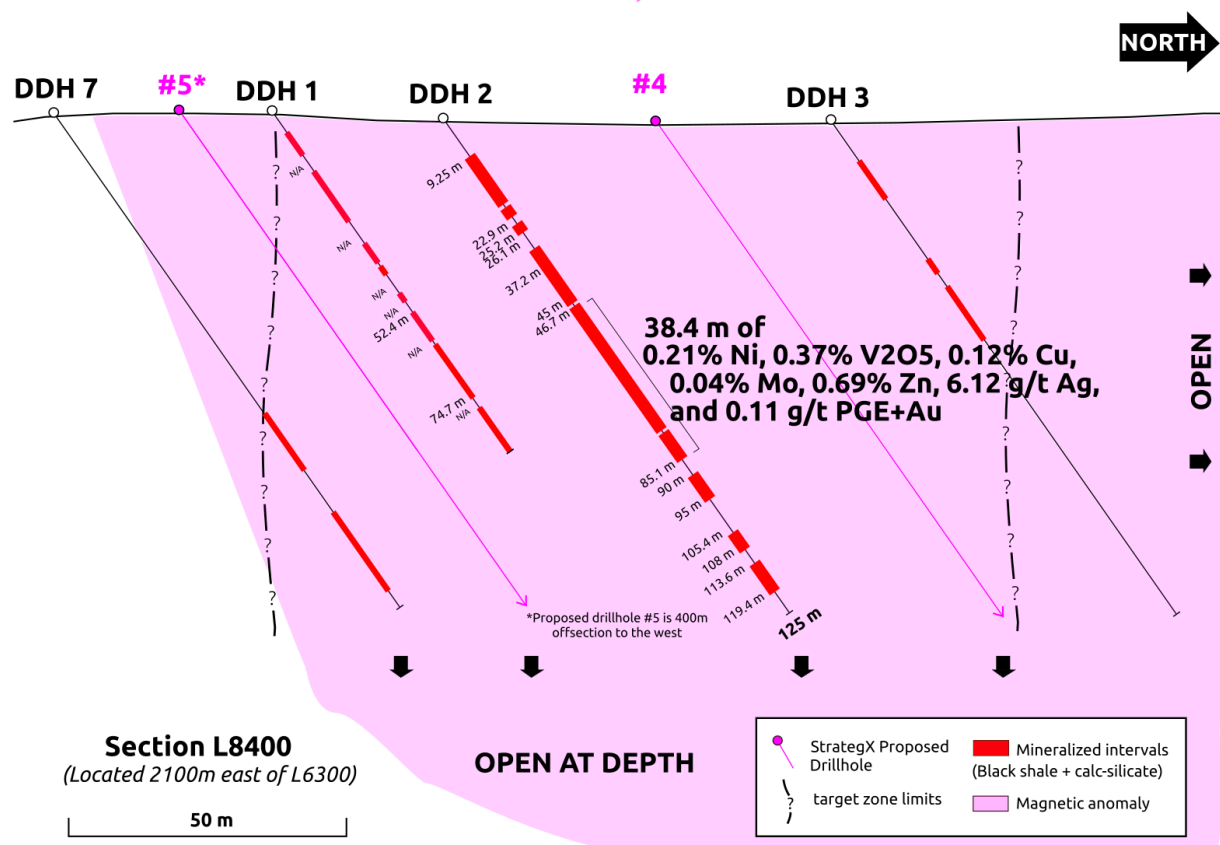 NORTH
DDH 7
#5*
DDH 1
DDH 2
#4
DDH 3
?
?
?
?
?
?
?
?
?
?
N/A
N/A
N/A
N/A
52.4 m
N/A
74.7 m
N/A
9.25 m
22.9 m
25.2 m
26.1 m
37.2 m
45 m
46.7 m
85.1 m
90 m
95 m
105.4 m
108 m
113.6 m
119.4 m
125 m
38.4 m of
0.21% Ni, 0.37% V2O5, 0.12% Cu,
0.04% Mo, 0.69% Zn, 6.12 g/t Ag,
and 0.11 g/t PGE+Au
?
?
?
?
?
?
?
?
?
OPEN
*Proposed drillhole #5 is 400m
offsection to the west
Section L8400
(Located 2100m east of L6300)
50 m
OPEN AT DEPTH
StrategX Proposed
Drillhole
?
target zone limits
Mineralized intervals
(Black shale + calc-silicate)
Magnetic anomaly